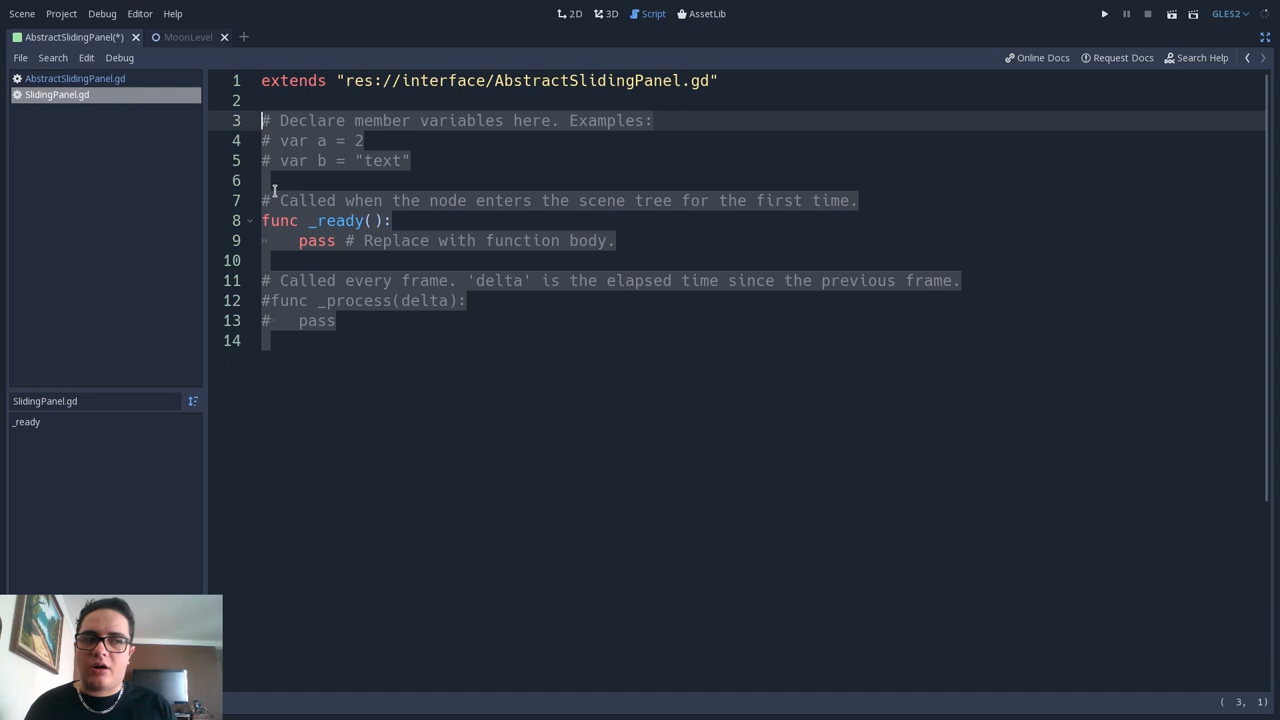 Scene Project Debug Editor Help 2D 3D Script AssetLib GLES2
AbstractSlidingPanel(*) MoonLevel
File Search Edit Debug Online Docs Request Docs Search Help
AbstractSlidingPanel.gd
SlidingPanel.gd
1 extends "res://interface/AbstractSlidingPanel.gd"
2
3 # Declare member variables here. Examples:
4 # var a = 2
5 # var b = "text"
6
7 # Called when the node enters the scene tree for the first time.
8 func _ready():
9 pass # Replace with function body.
10
11 # Called every frame. 'delta' is the elapsed time since the previous frame.
12 #func _process(delta):
13 # pass
14
SlidingPanel.gd
_ready
( 3, 1)